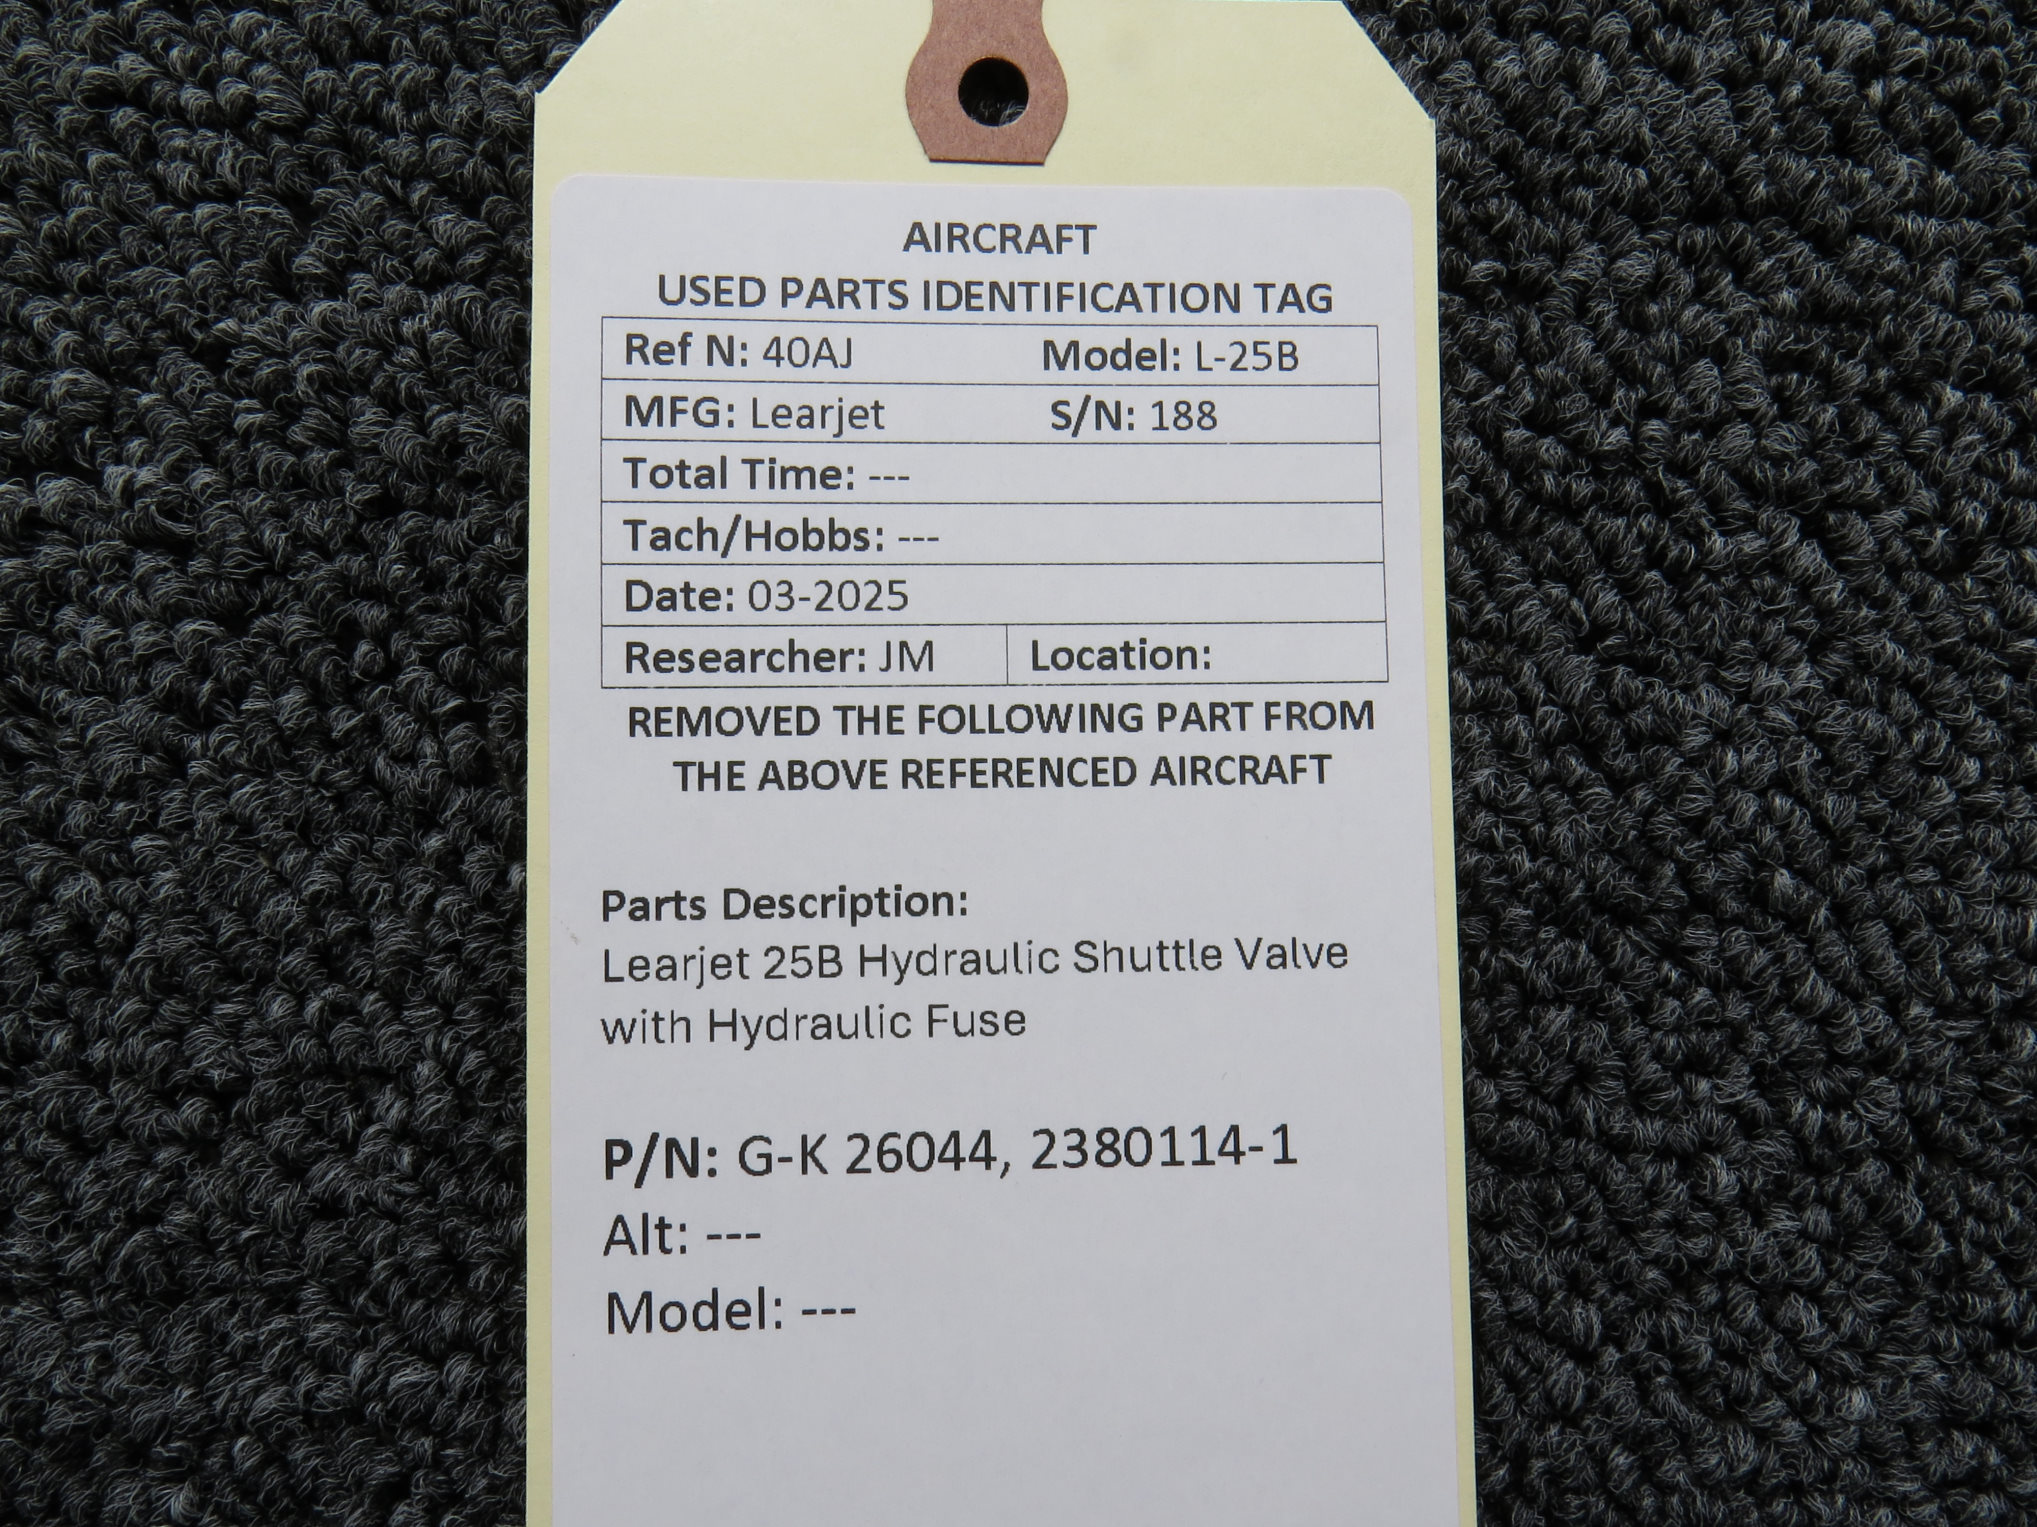 AIRCRAFT
USED PARTS IDENTIFICATION TAG
Ref N: 40AJ Model: L-25B
MFG: Learjet S/N: 188
Total Time: ---
Tach/Hobbs: ---
Date: 03-2025
Researcher: JM Location:
REMOVED THE FOLLOWING PART FROM
THE ABOVE REFERENCED AIRCRAFT
Parts Description:
Learjet 25B Hydraulic Shuttle Valve
with Hydraulic Fuse
P/N: G-K 26044, 2380114-1
Alt: ---
Model: ---